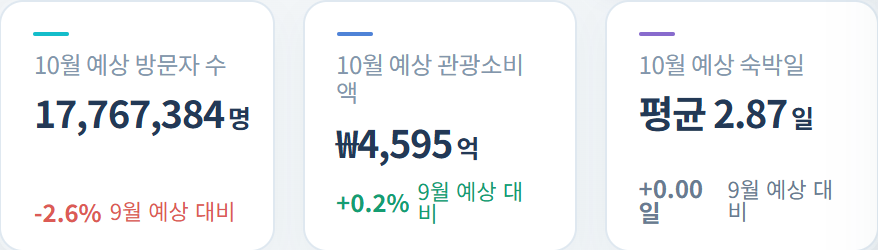 10월 예상 방문자 수
17,767,384명
-2.6% 9월 예상 대비
10월 예상 관광소비
액
₩4,595억
+0.2% 9월 예상 대
비
10월 예상 숙박일
평균 2.87일
+0.00
일
9월 예상 대
비